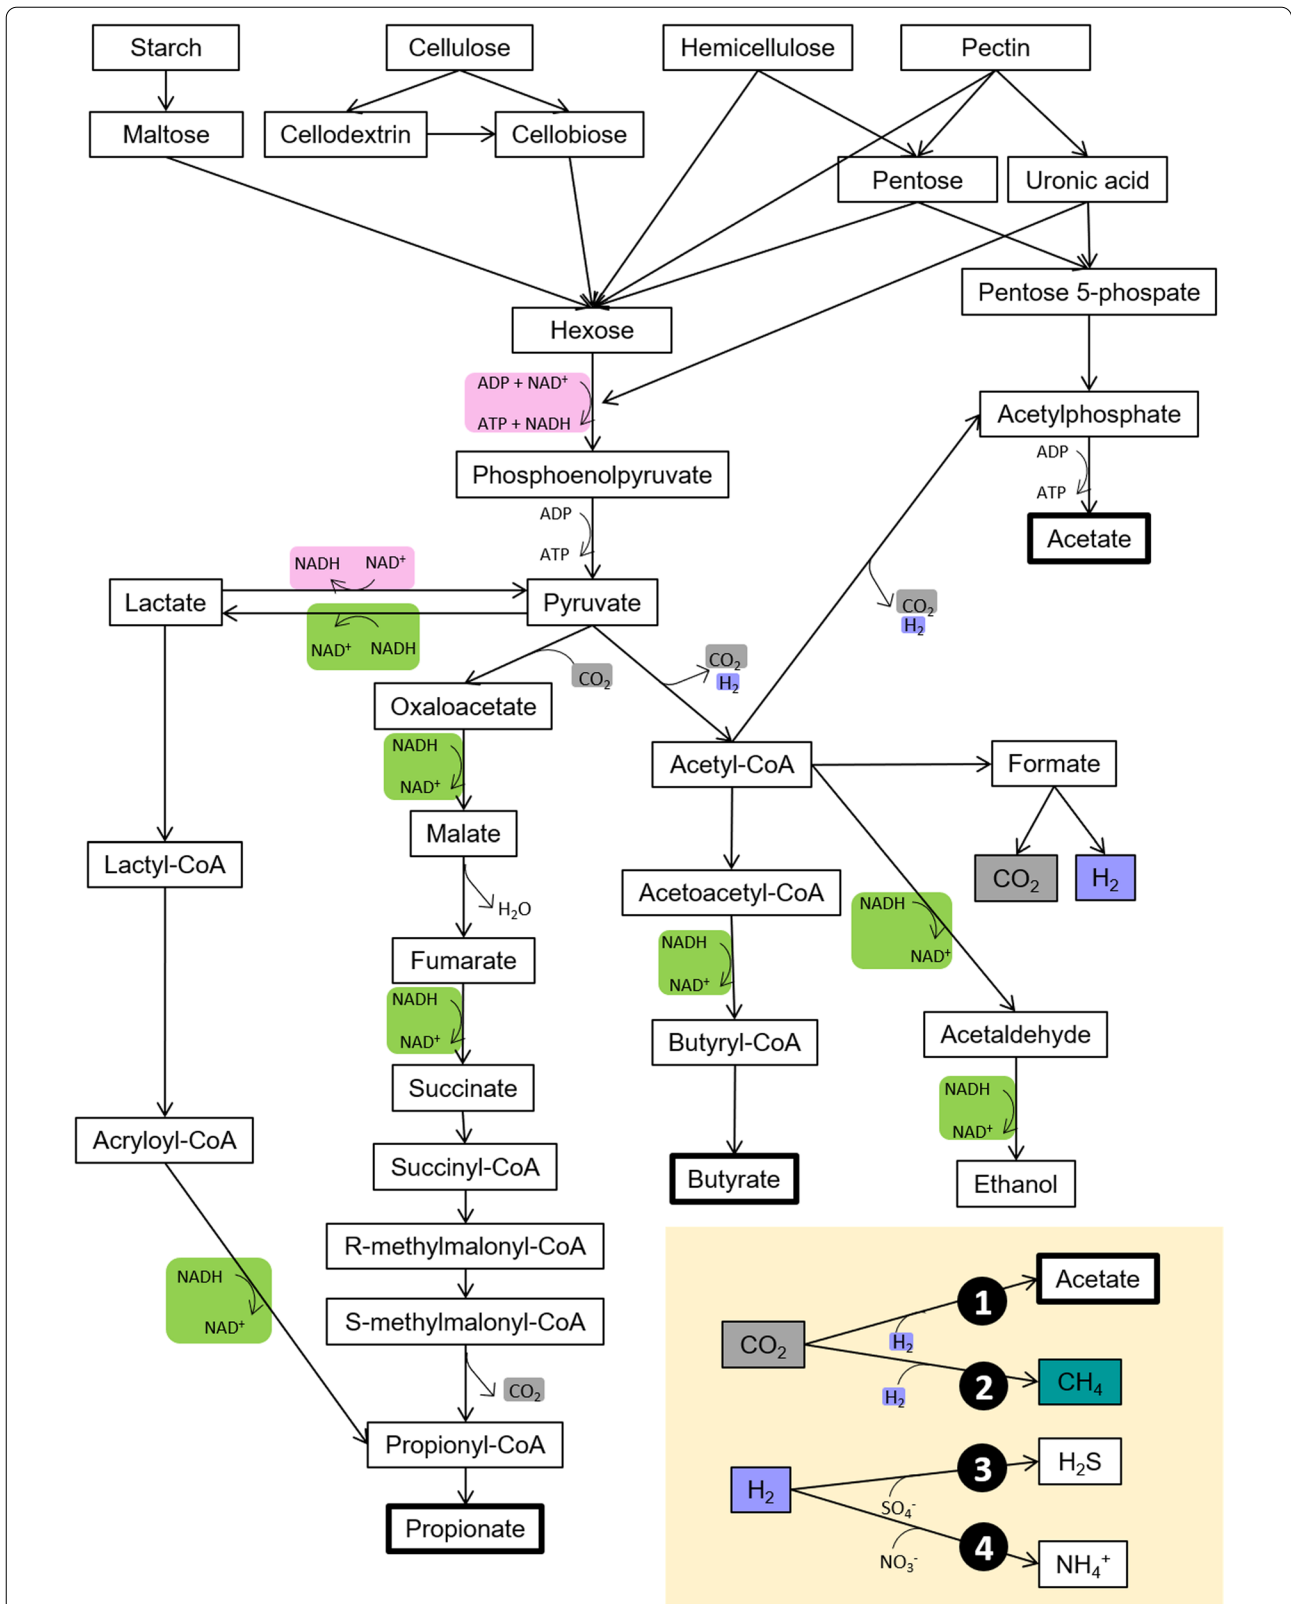 Starch
Cellulose
Hemicellulose
Pectin
Maltose
Cellodextrin
Cellobiose
Pentose
Uronic acid
Pentose 5-phospate
Hexose
ADP + NAD⁺
ATP + NADH
Acetylphosphate
ADP
ATP
Phosphoenolpyruvate
ADP
ATP
Acetate
NADH NAD⁺
Lactate
Pyruvate
NAD⁺ NADH
CO₂
H₂
CO₂
CO₂
H₂
Oxaloacetate
NADH
NAD⁺
Acetyl-CoA
Formate
Malate
Lactyl-CoA
H₂O
Acetoacetyl-CoA
CO₂
H₂
NADH
NAD⁺
Fumarate
NADH
NAD⁺
NADH
NAD⁺
Butyryl-CoA
Acetaldehyde
Succinate
NADH
NAD⁺
Acryloyl-CoA
Succinyl-CoA
Butyrate
Ethanol
R-methylmalonyl-CoA
NADH
NAD⁺
S-methylmalonyl-CoA
CO₂
Propionyl-CoA
Propionate
CO₂
H₂
1
Acetate
H₂
2
CH₄
H₂
SO₄⁻
3
H₂S
NO₃⁻
4
NH₄⁺